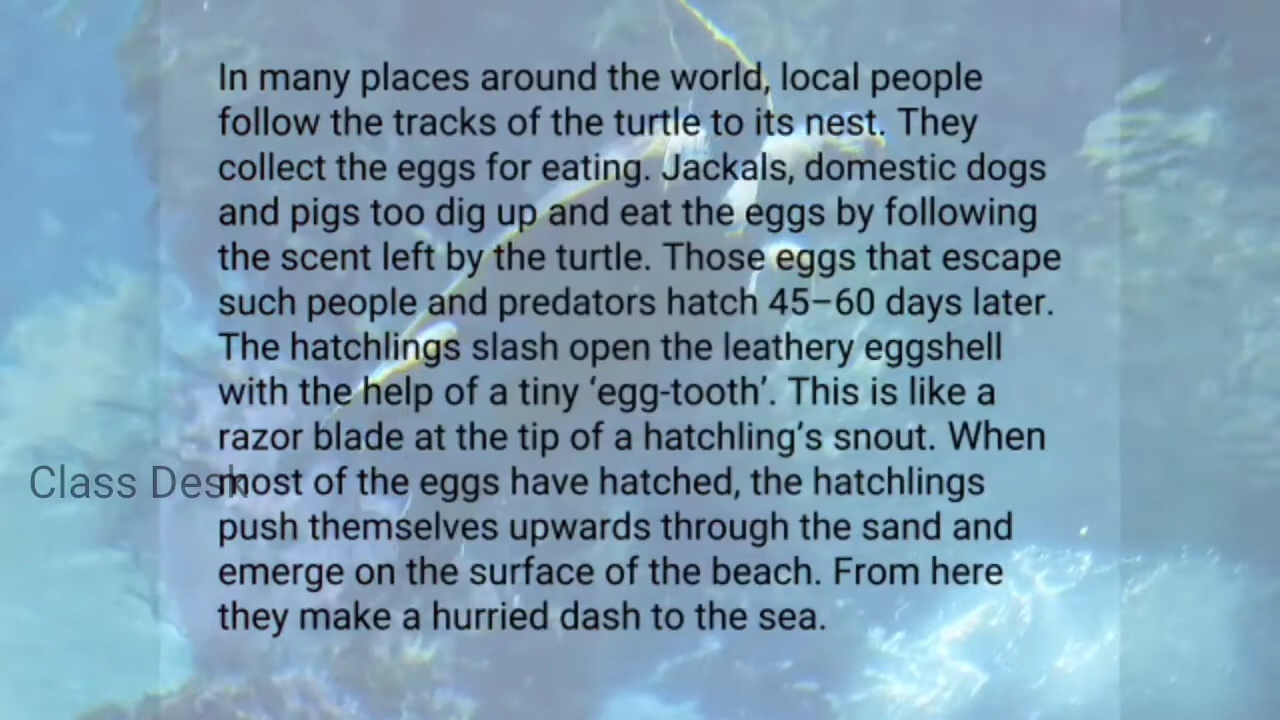 In many places around the world, local people
follow the tracks of the turtle to its nest. They
collect the eggs for eating. Jackals, domestic dogs
and pigs too dig up and eat the eggs by following
the scent left by the turtle. Those eggs that escape
such people and predators hatch 45–60 days later.
The hatchlings slash open the leathery eggshell
with the help of a tiny ‘egg-tooth’. This is like a
razor blade at the tip of a hatchling’s snout. When
Class Desk
most of the eggs have hatched, the hatchlings
push themselves upwards through the sand and
emerge on the surface of the beach. From here
they make a hurried dash to the sea.